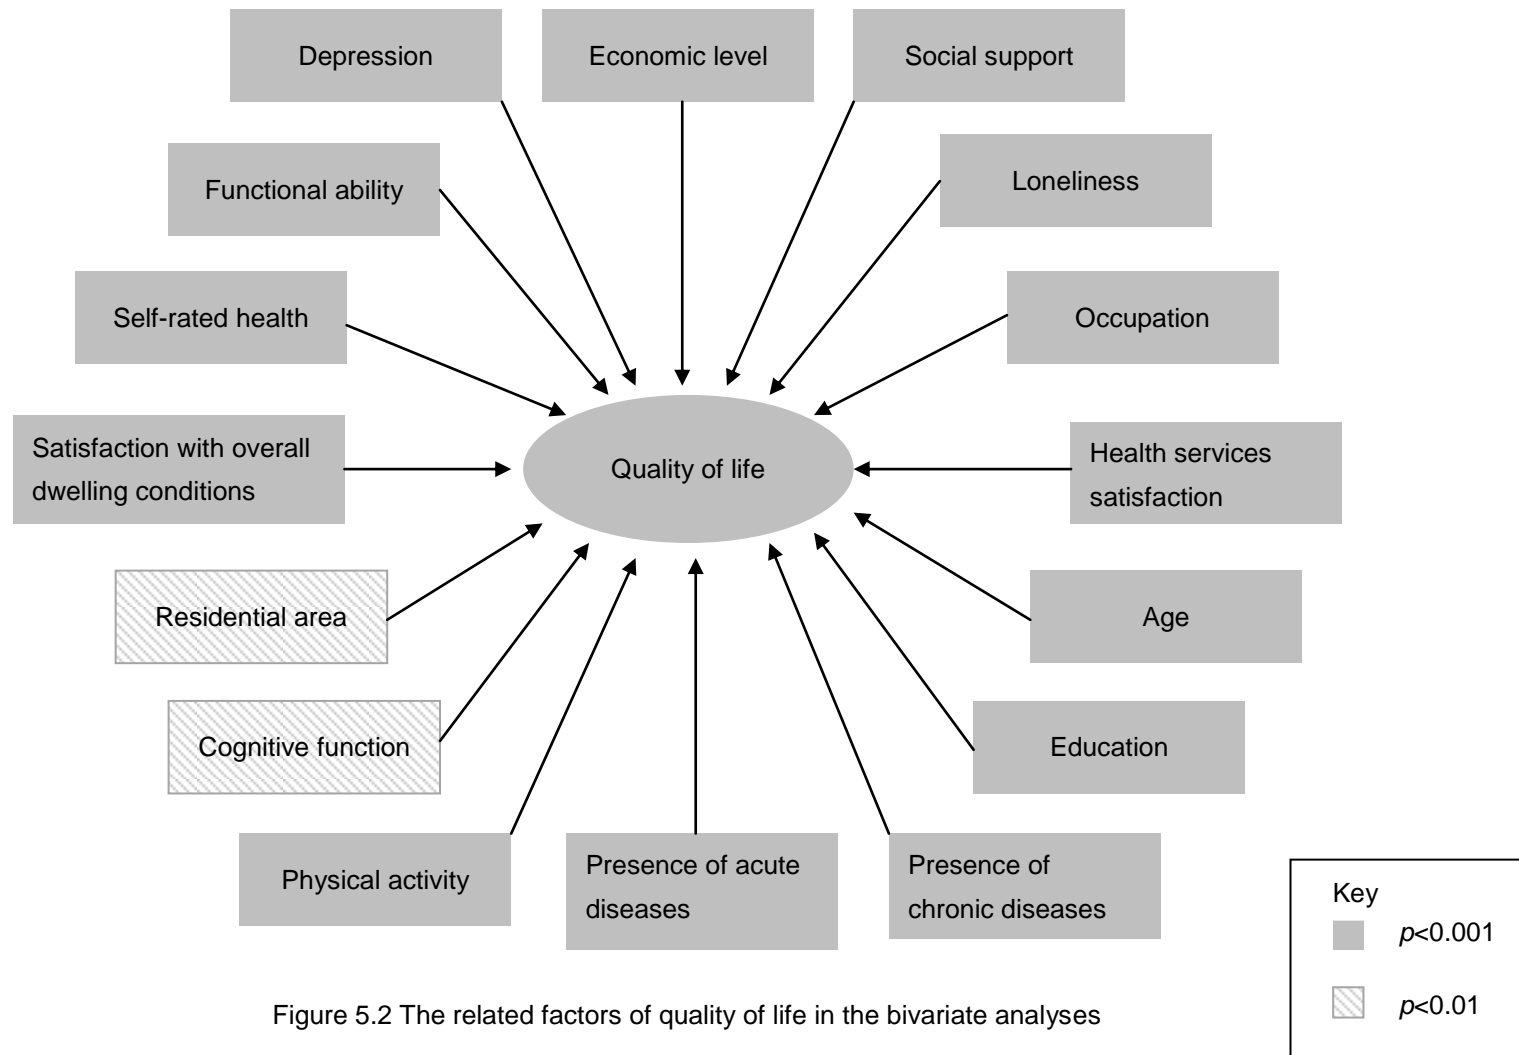 Depression
Economic level
Social support
Functional ability
Loneliness
Self-rated health
Occupation
Satisfaction with overall
dwelling conditions
Quality of life
Health services
satisfaction
Residential area
Age
Cognitive function
Education
Physical activity
Presence of acute
diseases
Presence of
chronic diseases
Key
p<0.001
p<0.01
Figure 5.2 The related factors of quality of life in the bivariate analyses